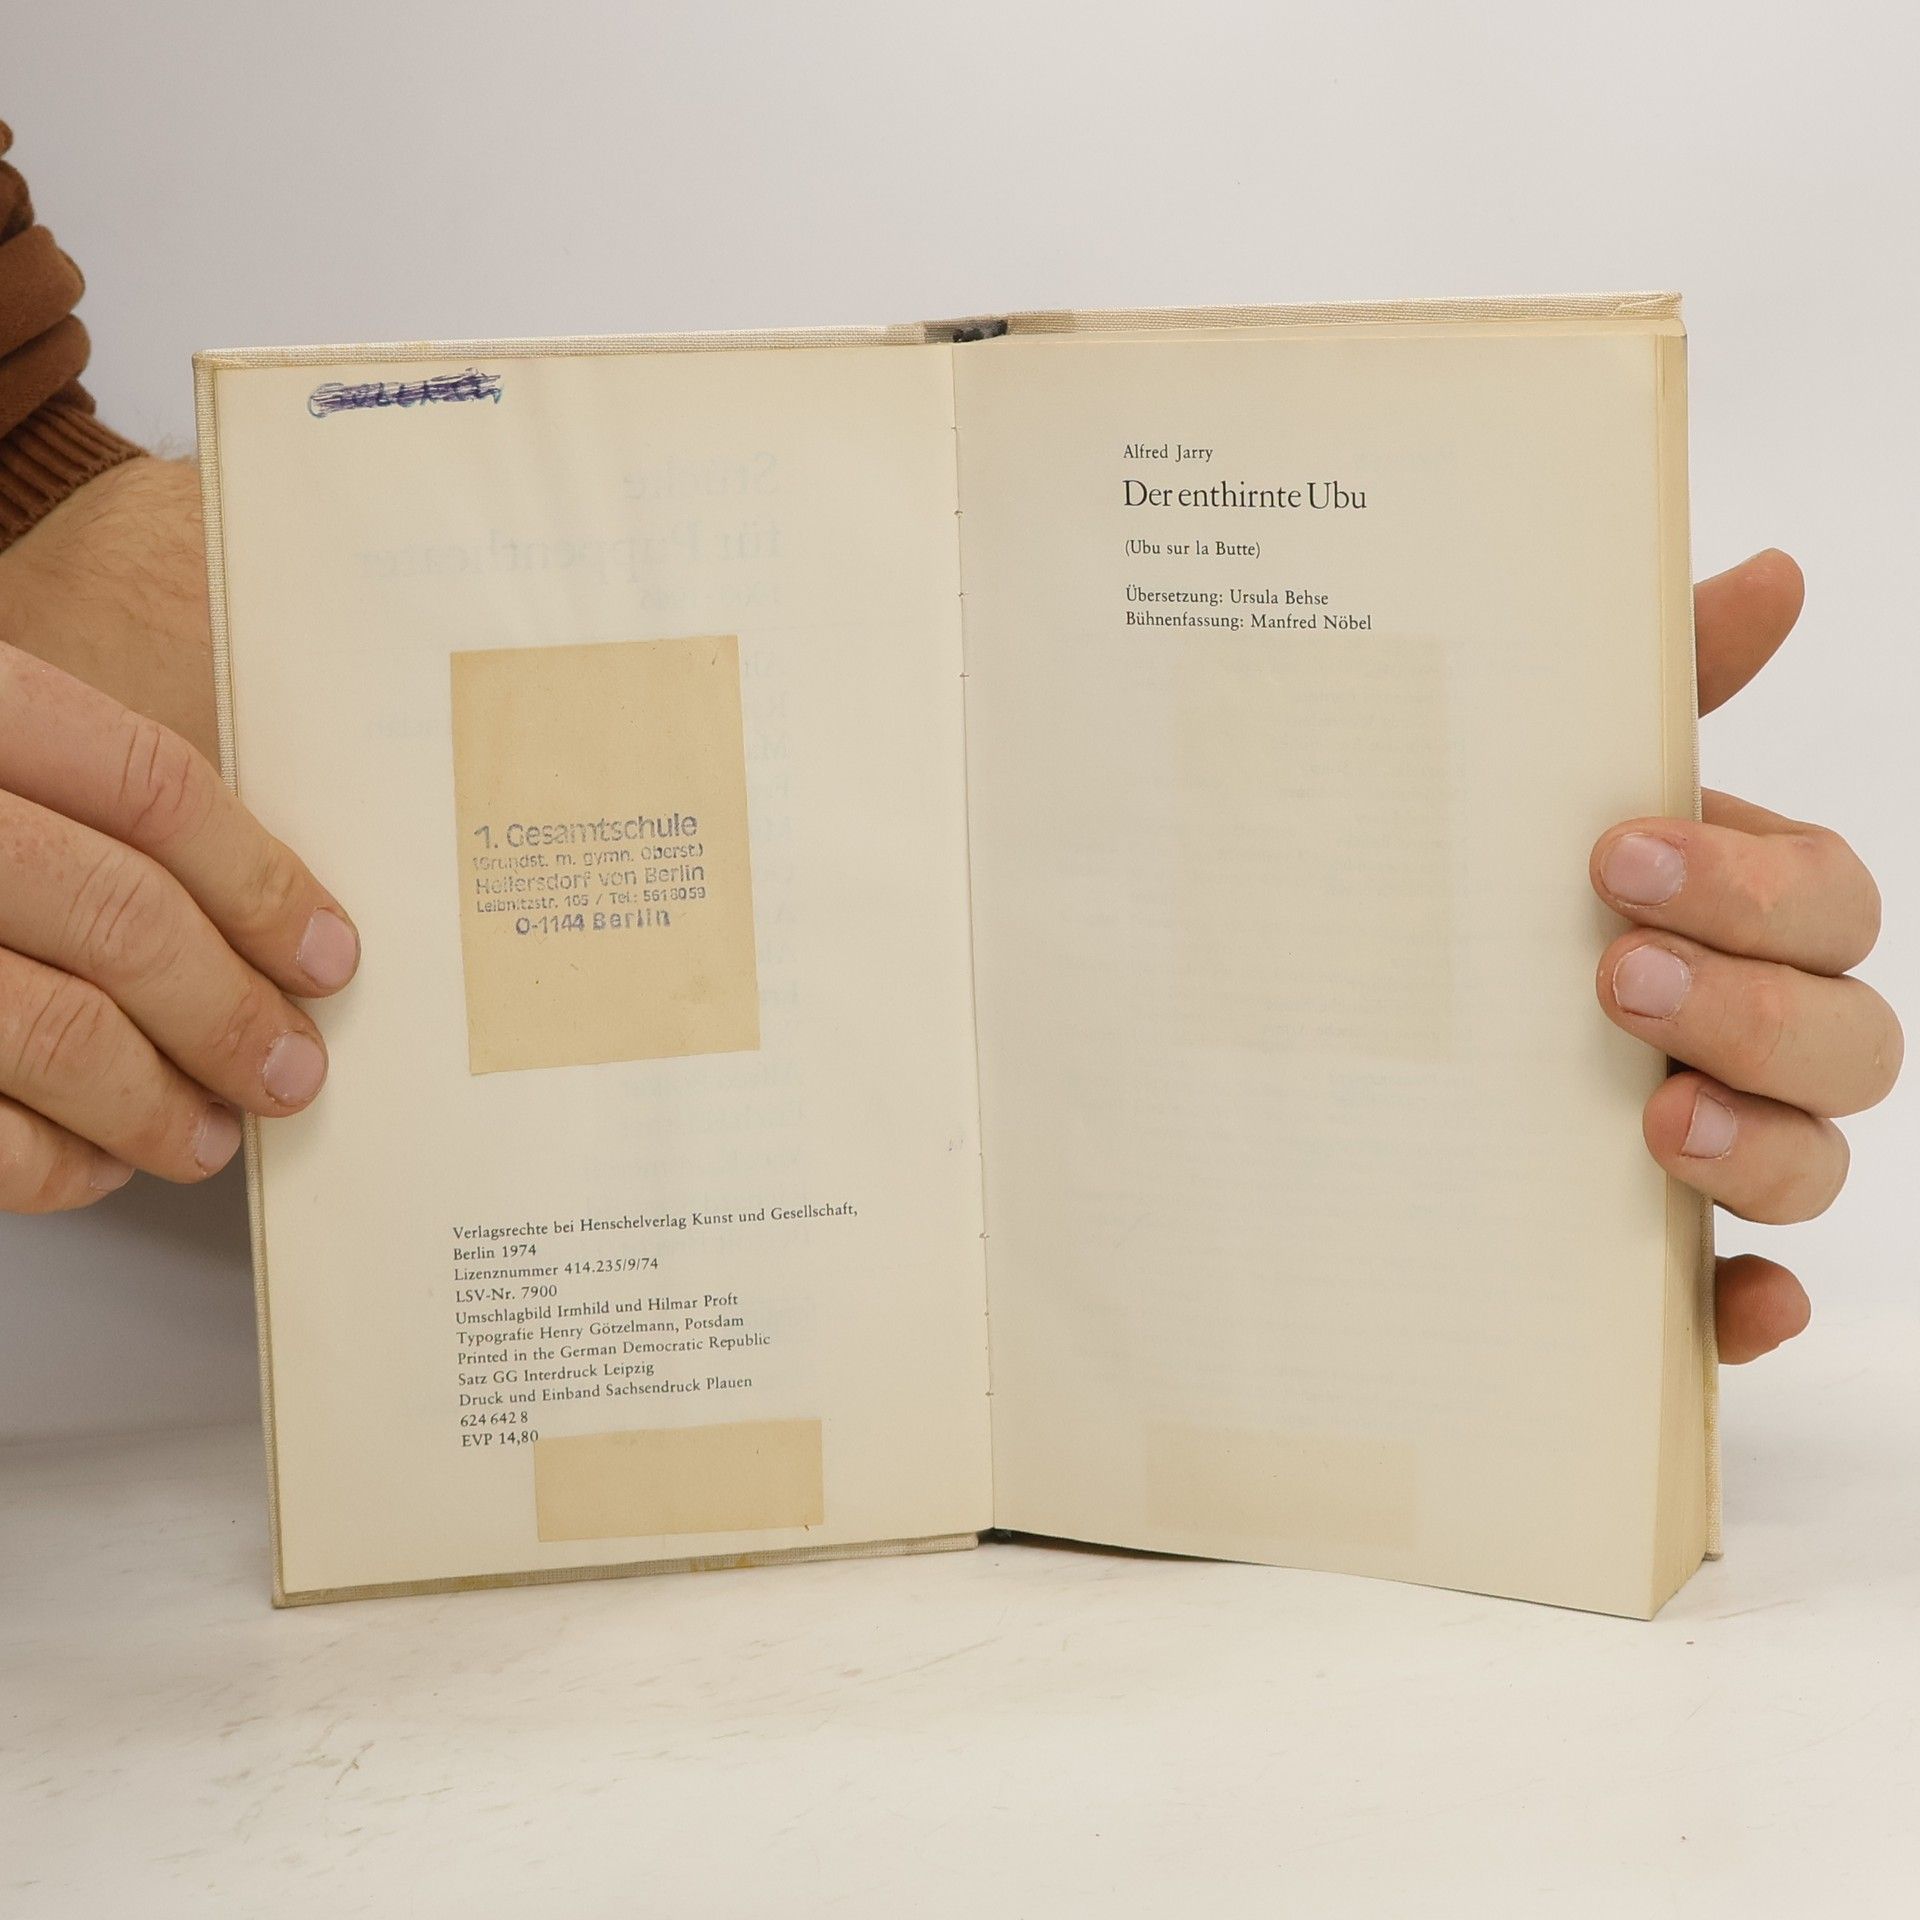 1. Gesamtschule
(Grundst. m. gymn. Oberst.)
Hellersdorf von Berlin
Leibnitzstr. 105 / Tel.: 5618059
O-1144 Berlin
Verlagsrechte bei Henschelverlag Kunst und Gesellschaft,
Berlin 1974
Lizenznummer 414.235/9/74
LSV-Nr. 7900
Umschlagbild Irmhild und Hilmar Proft
Typografie Henry Götzelmann, Potsdam
Printed in the German Democratic Republic
Satz GG Interdruck Leipzig
Druck und Einband Sachsendruck Plauen
624 642 8
EVP 14,80
Alfred Jarry
Der enthirnte Ubu
(Ubu sur la Butte)
Übersetzung: Ursula Behse
Bühnenfassung: Manfred Nöbel